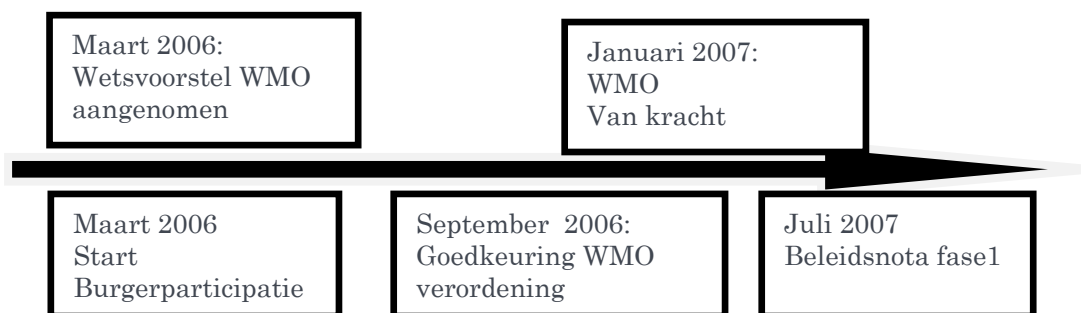 Maart 2006:
Wetsvoorstel WMO
aangenomen
Januari 2007:
WMO
Van kracht
Maart 2006
Start
Burgerparticipatie
September  2006:
Goedkeuring WMO
verordening
Juli 2007
Beleidsnota fase1